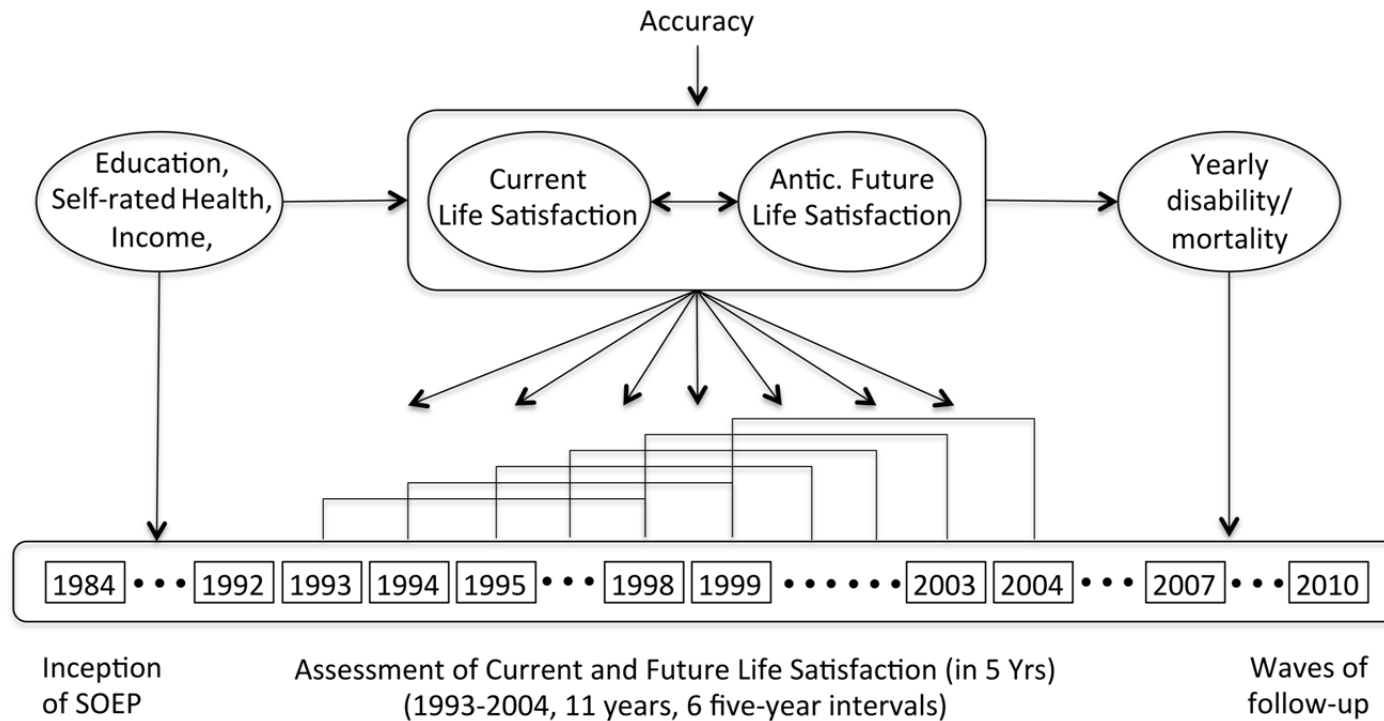 Accuracy
Education,
Self-rated Health,
Income,
Current
Life Satisfaction
Antic. Future
Life Satisfaction
Yearly
disability/
mortality
1984 • • • 1992 1993 1994 1995 • • • 1998 1999 • • • • • • 2003 2004 • • • 2007 • • • 2010
Inception
of SOEP
Assessment of Current and Future Life Satisfaction (in 5 Yrs)
(1993-2004, 11 years, 6 five-year intervals)
Waves of
follow-up